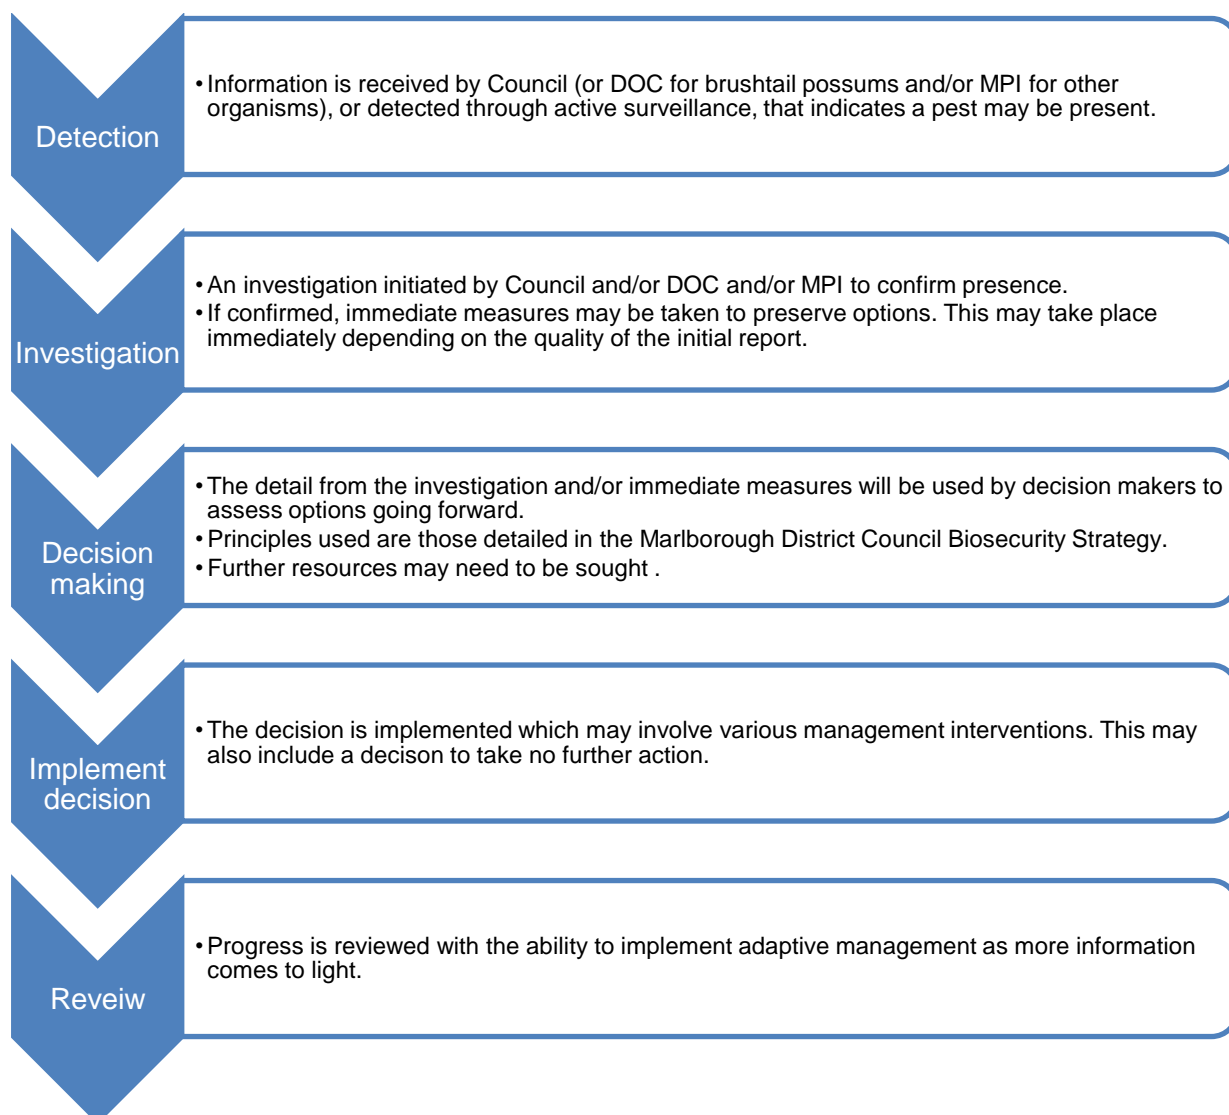 Detection
• Information is received by Council (or DOC for brushtail possums and/or MPI for other
organisms), or detected through active surveillance, that indicates a pest may be present.
Investigation
• An investigation initiated by Council and/or DOC and/or MPI to confirm presence.
• If confirmed, immediate measures may be taken to preserve options. This may take place
immediately depending on the quality of the initial report.
Decision
making
• The detail from the investigation and/or immediate measures will be used by decision makers to
assess options going forward.
• Principles used are those detailed in the Marlborough District Council Biosecurity Strategy.
• Further resources may need to be sought .
Implement
decision
• The decision is implemented which may involve various management interventions. This may
also include a decison to take no further action.
Reveiw
• Progress is reviewed with the ability to implement adaptive management as more information
comes to light.